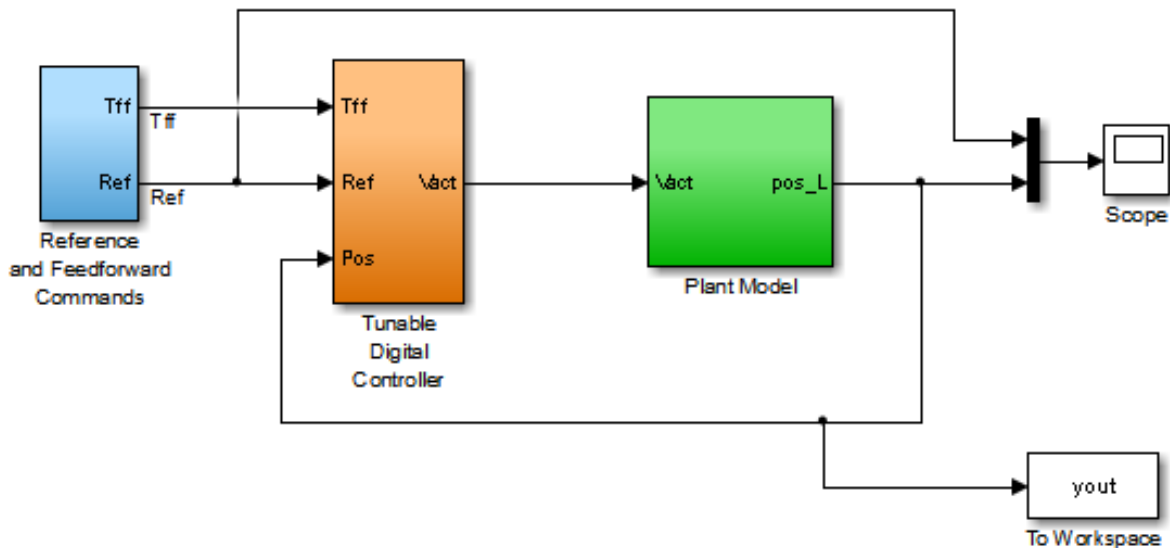 Tff
Ref
Tff
Ref
Reference
and Feedforward
Commands
Tff
Ref
Vact
Pos
Tunable
Digital
Controller
Vact
pos_L
Plant Model
Scope
yout
To Workspace